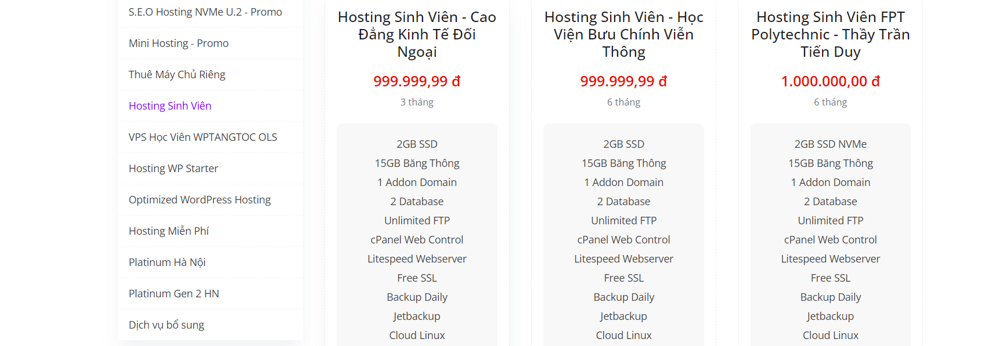 S.E.O Hosting NVMe U.2 - Promo
Mini Hosting - Promo
Thuê Máy Chủ Riêng
Hosting Sinh Viên
VPS Học Viên WPTANGTOC OLS
Hosting WP Starter
Optimized WordPress Hosting
Hosting Miễn Phí
Platinum Hà Nội
Platinum Gen 2 HN
Dịch vụ bổ sung
Hosting Sinh Viên - Cao
Đẳng Kinh Tế Đối
Ngoại
999.999,99 đ
3 tháng
2GB SSD
15GB Băng Thông
1 Addon Domain
2 Database
Unlimited FTP
cPanel Web Control
Litespeed Webserver
Free SSL
Backup Daily
Jetbackup
Cloud Linux
Hosting Sinh Viên - Học
Viện Bưu Chính Viễn
Thông
999.999,99 đ
6 tháng
2GB SSD
15GB Băng Thông
1 Addon Domain
2 Database
Unlimited FTP
cPanel Web Control
Litespeed Webserver
Free SSL
Backup Daily
Jetbackup
Cloud Linux
Hosting Sinh Viên FPT
Polytechnic - Thầy Trần
Tiến Duy
1.000.000,00 đ
6 tháng
2GB SSD NVMe
15GB Băng Thông
1 Addon Domain
2 Database
Unlimited FTP
cPanel Web Control
Litespeed Webserver
Free SSL
Backup Daily
Jetbackup
Cloud Linux